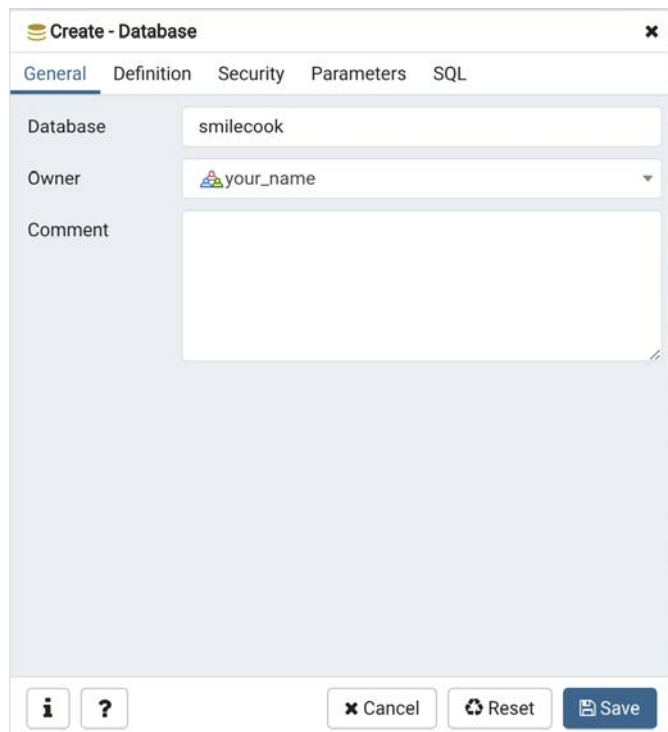 Create - Database
General Definition Security Parameters SQL
Database smilecook
Owner your_name
Comment
i ? Cancel Reset Save